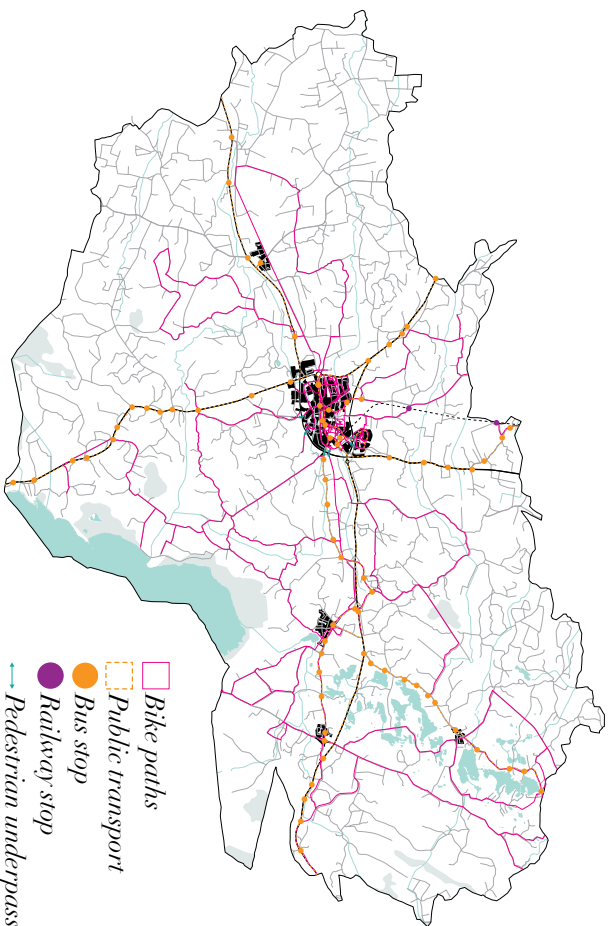 Bike paths
Public transport
Bus stop
Railway stop
Pedestrian underpass